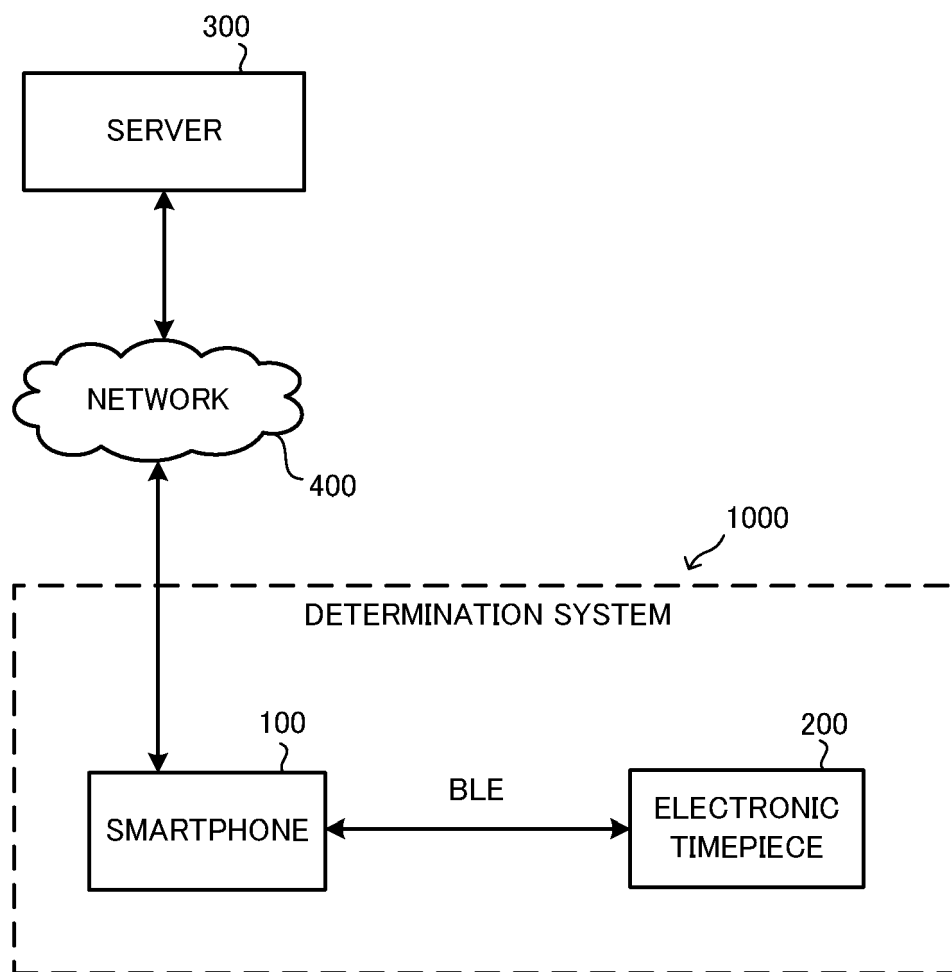 300
SERVER
NETWORK
400
1000
DETERMINATION SYSTEM
100
200
BLE
SMARTPHONE
ELECTRONIC
TIMEPIECE